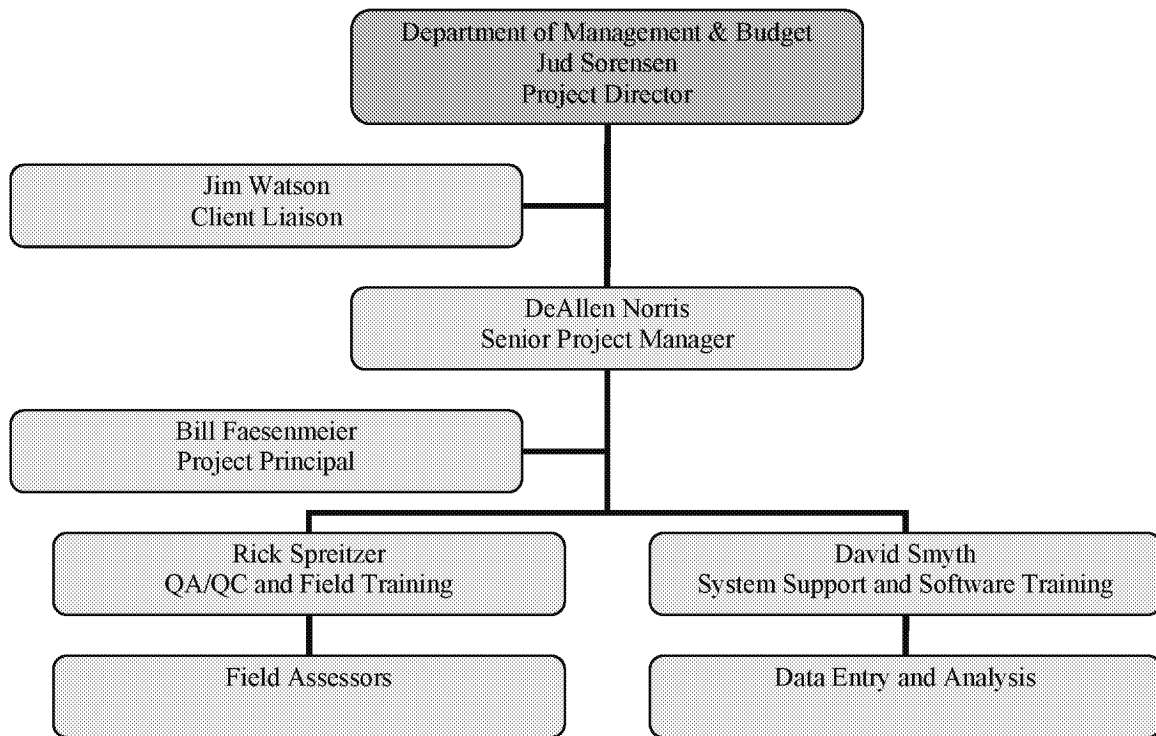 Department of Management & Budget
Jud Sorensen
Project Director
Jim Watson
Client Liaison
DeAllen Norris
Senior Project Manager
Bill Faesenmeier
Project Principal
Rick Spreitzer
QA/QC and Field Training
David Smyth
System Support and Software Training
Field Assessors
Data Entry and Analysis